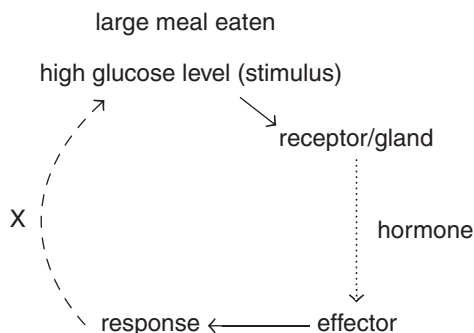 large meal eaten
high glucose level (stimulus)
receptor/gland
X
hormone
response
effector